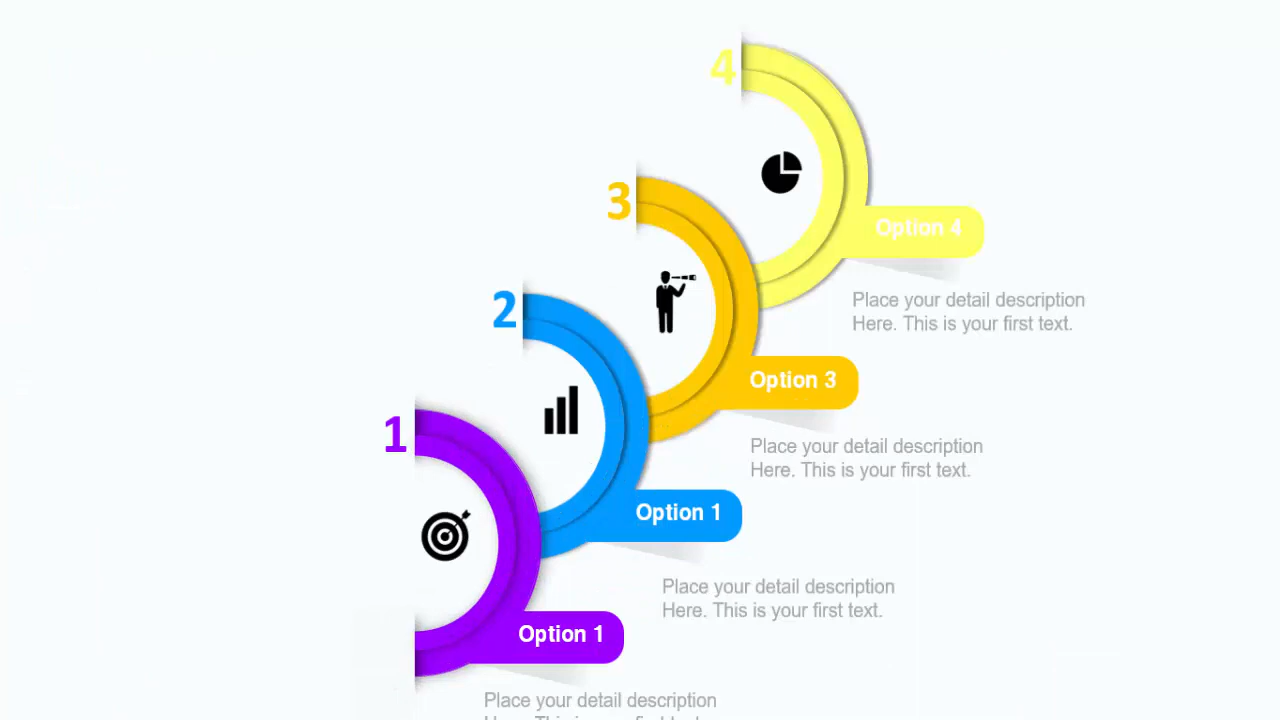 4
Option 4
Place your detail description
Here. This is your first text.
3
Option 3
Place your detail description
Here. This is your first text.
2
Option 1
Place your detail description
Here. This is your first text.
1
Option 1
Place your detail description